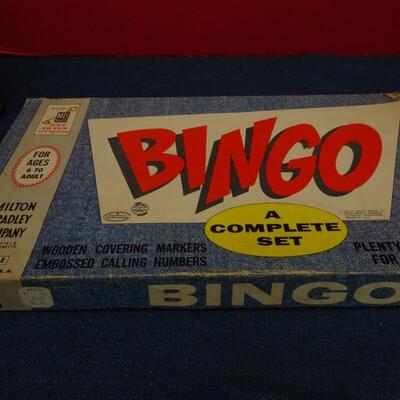 MB
FOR AGES
6 TO
ADULT
MILTON
BRADLEY
COMPANY
BINGO
A
COMPLETE
SET
WOODEN COVERING MARKERS
EMBOSSED CALLING NUMBERS
PLENTY
FOR
BINGO